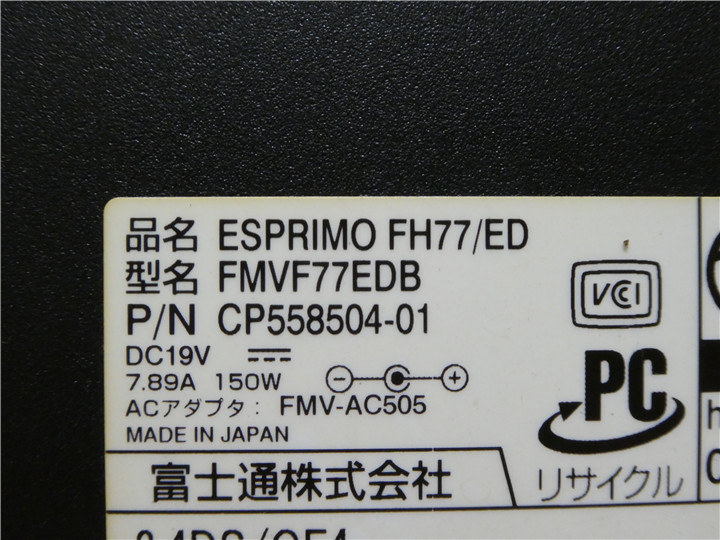 品名 ESPRIMO FH77/ED
型名 FMVF77EDB
P/N CP558504-01
DC19V
7.89A 150W
ACアダプタ: FMV-AC505
MADE IN JAPAN
VCCI
PC
リサイクル
富士通株式会社